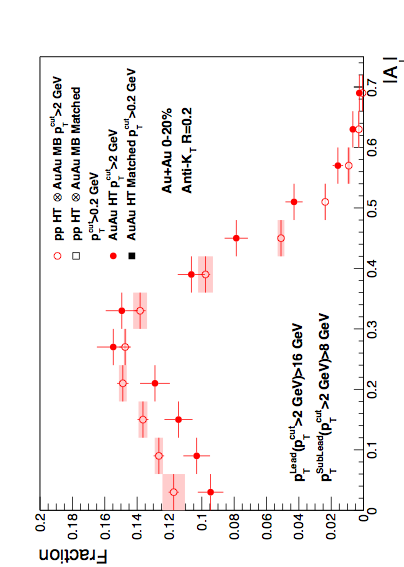 Fraction
0.2
0.18
0.16
0.14
0.12
0.1
0.08
0.06
0.04
0.02
0
0
0.1
0.2
0.3
0.4
0.5
0.6
0.7
○ pp HT ⊗ AuAu MB p_T^cut>2 GeV
□ pp HT ⊗ AuAu MB Matched
p_T^cut>0.2 GeV
● AuAu HT p_T^cut>2 GeV
■ AuAu HT Matched p_T^cut>0.2 GeV
Au+Au 0-20%
Anti-K_T R=0.2
p_T^Lead(p_T^cut>2 GeV)>16 GeV
p_T^SubLead(p_T^cut>2 GeV)>8 GeV